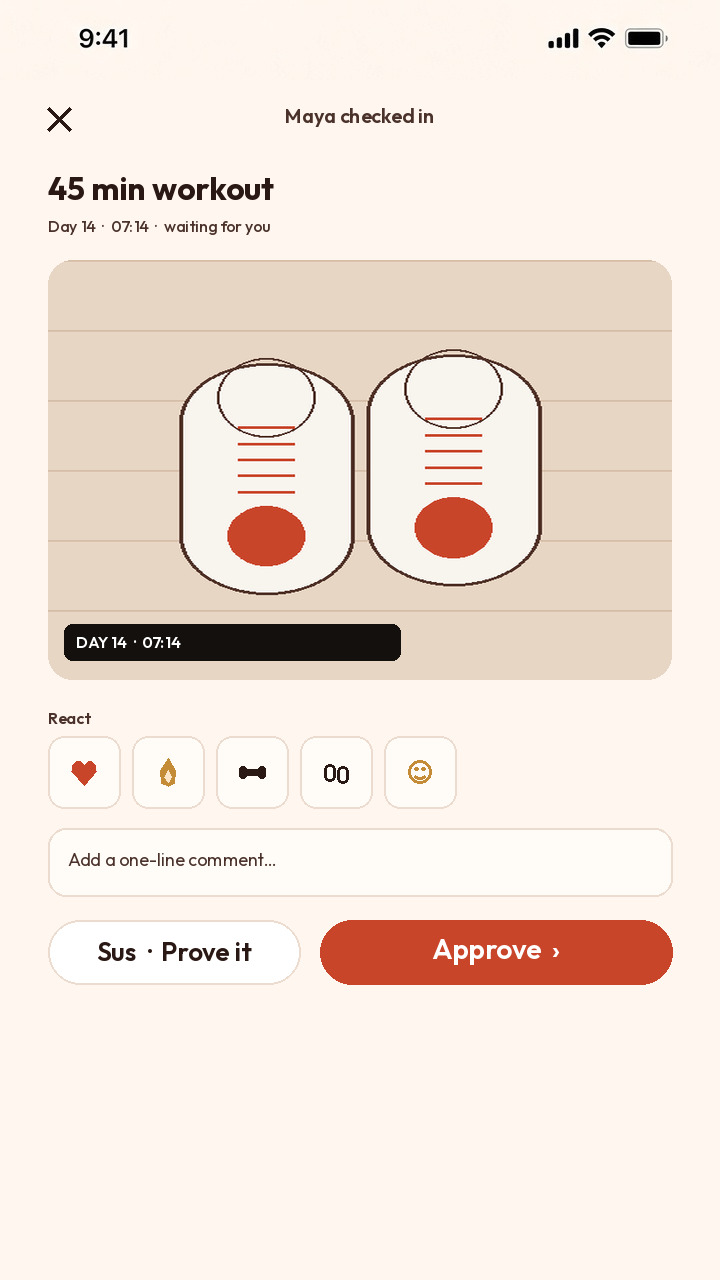 9:41
Maya checked in
45 min workout
Day 14 · 07:14 · waiting for you
DAY 14 · 07:14
React
Add a one-line comment...
Sus · Prove it
Approve ›